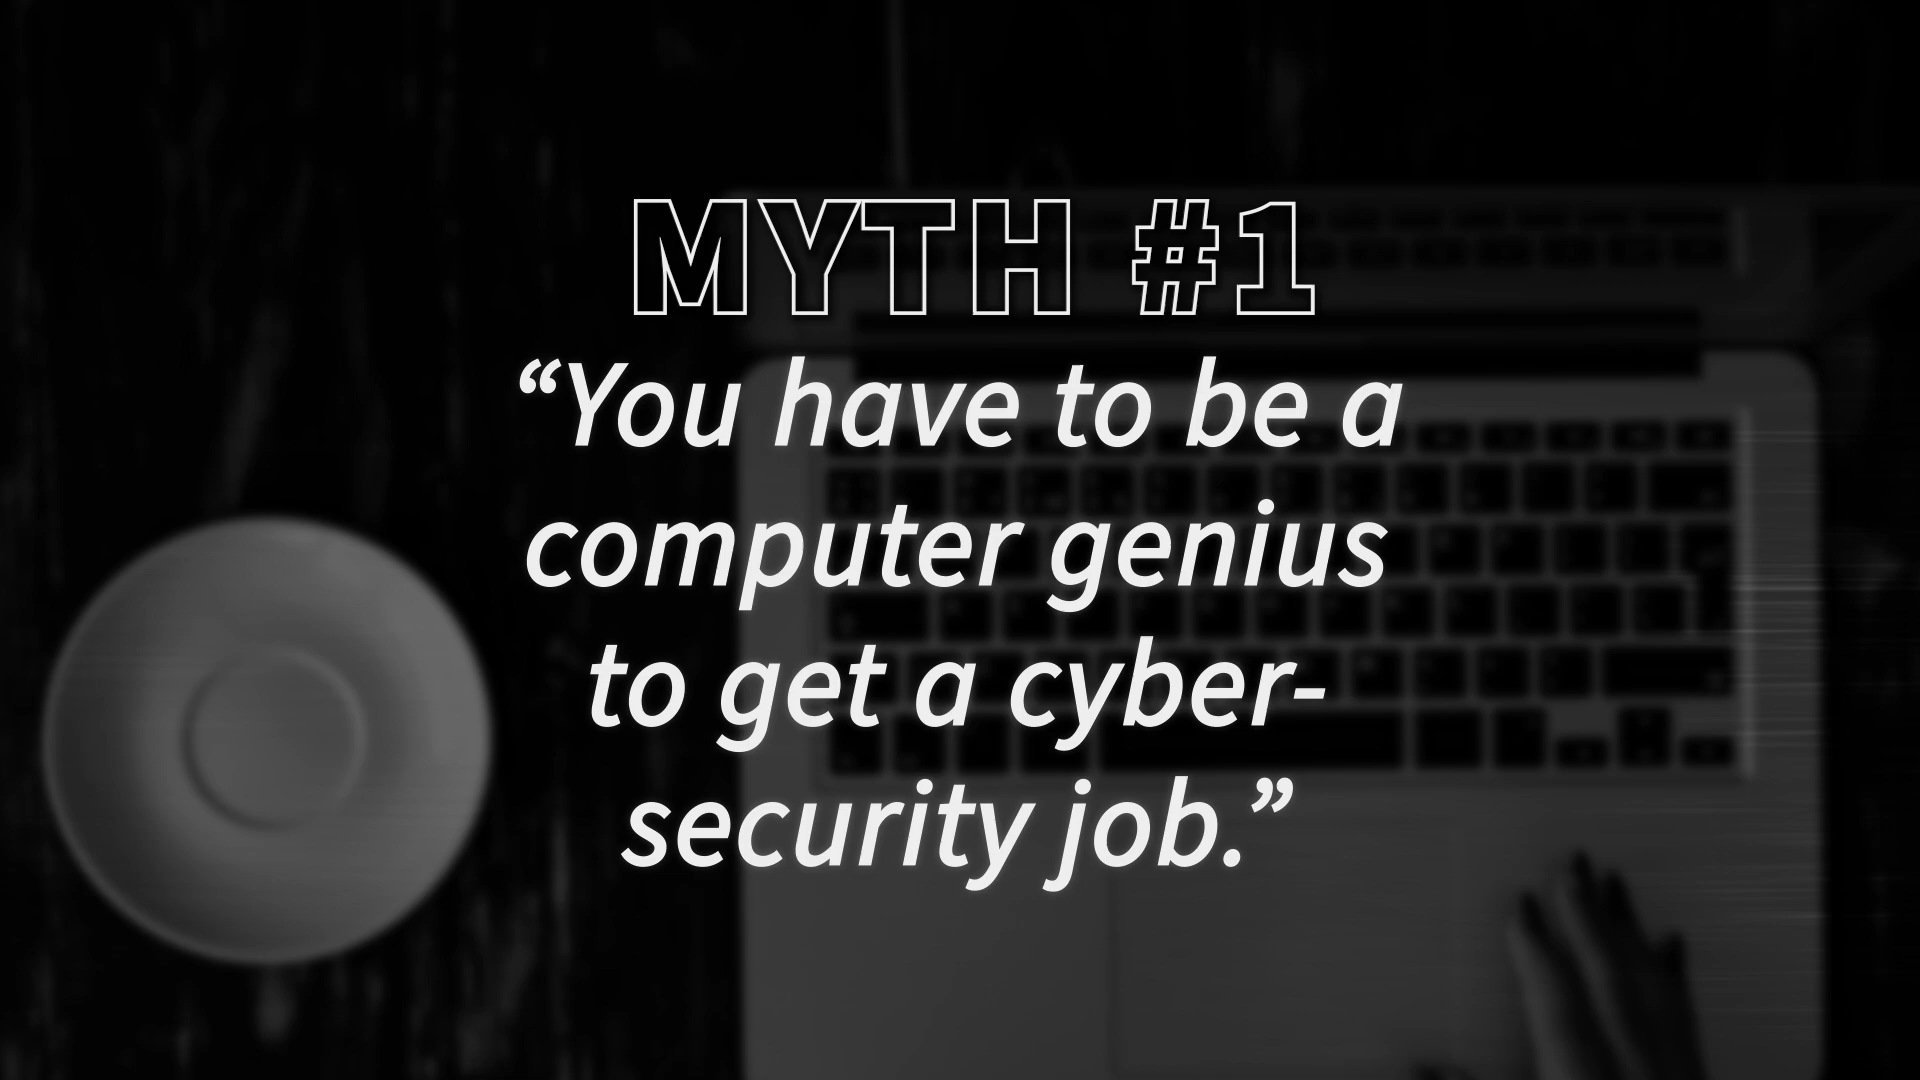 MYTH #1
“You have to be a
computer genius
to get a cyber-
security job.”